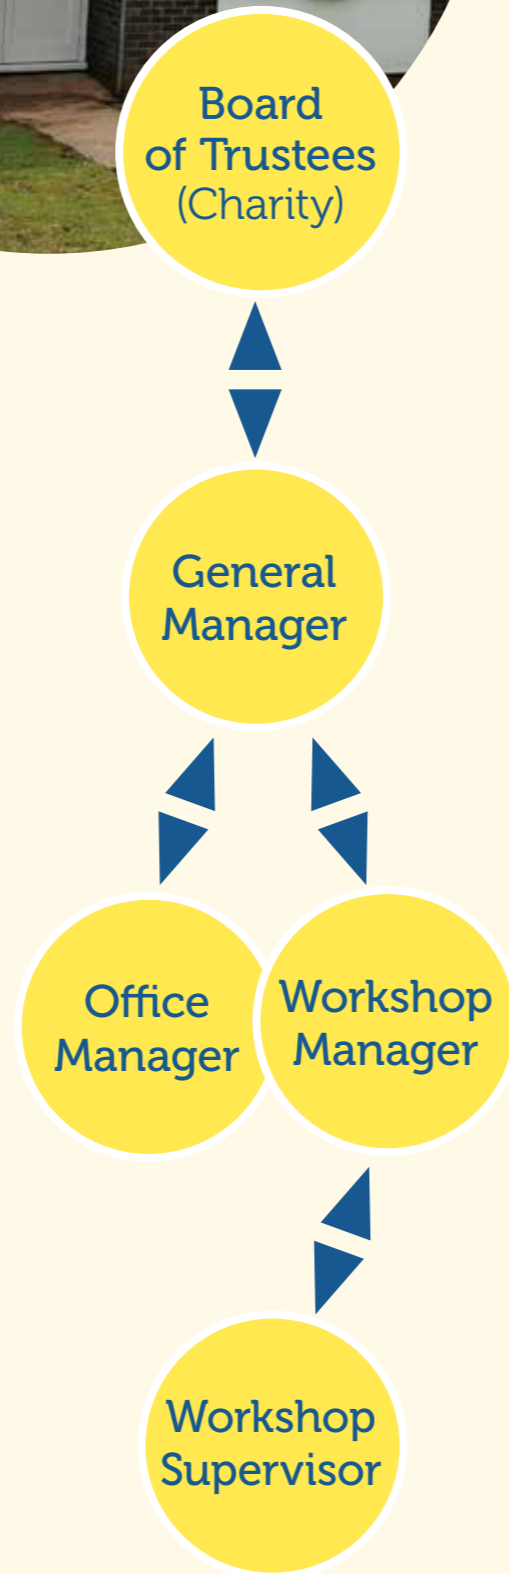 Board
of Trustees
(Charity)
General
Manager
Office
Manager
Workshop
Manager
Workshop
Supervisor